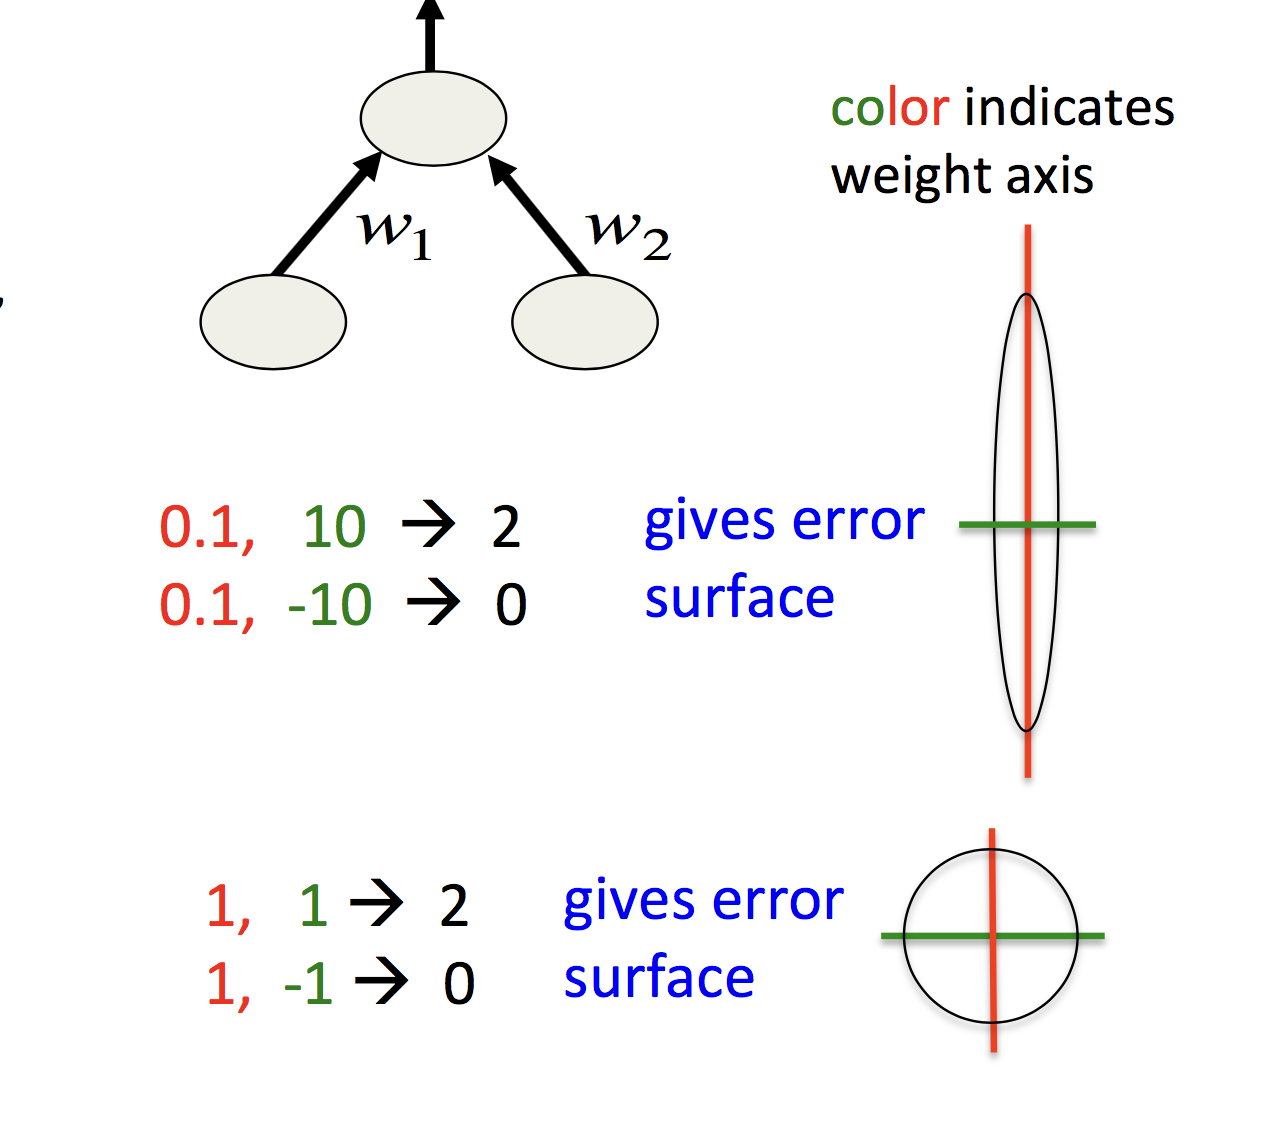 color indicates
weight axis
w1
w2
,
0.1, 10 → 2
0.1, -10 → 0
gives error
surface
1, 1 → 2
1, -1 → 0
gives error
surface